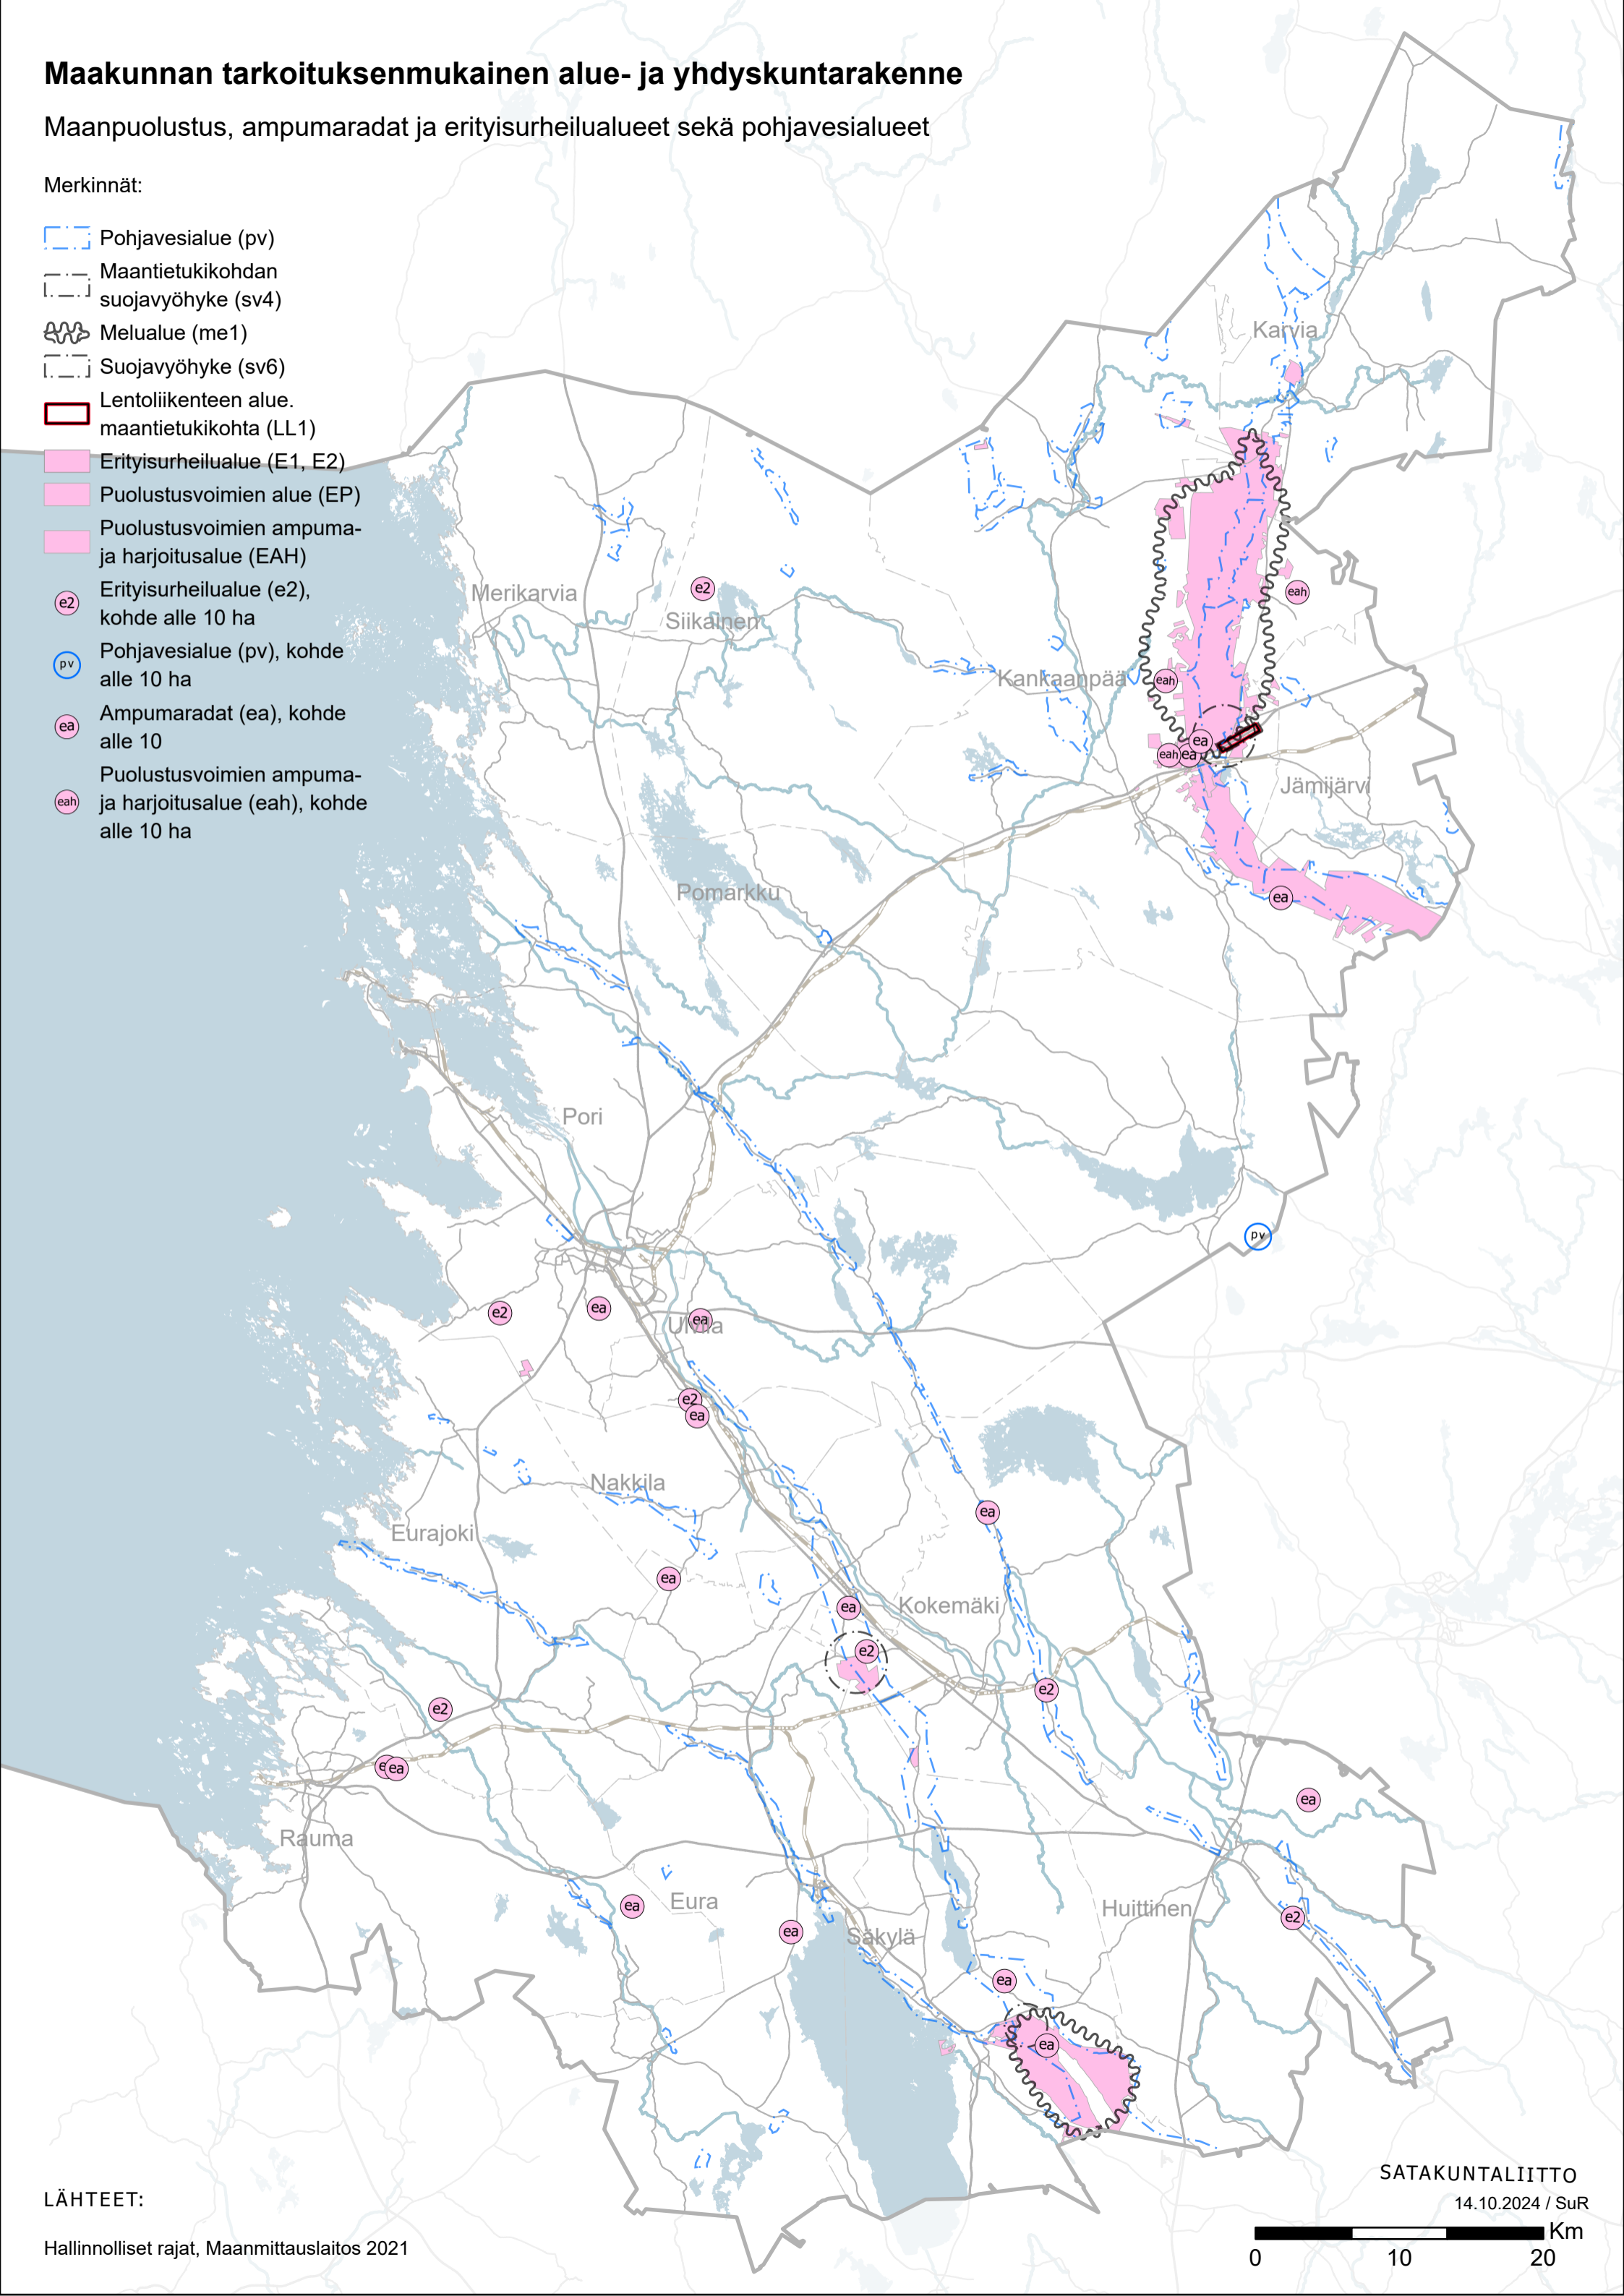 Maakunnan tarkoituksenmukainen alue- ja yhdyskuntarakenne
Maanpuolustus, ampumaradat ja erityisurheilualueet sekä pohjavesialueet
Merkinnät:
Pohjavesialue (pv)
Maantietukikohdan
suojavyöhyke (sv4)
Melualue (me1)
Suojavyöhyke (sv6)
Lentoliikenteen alue.
maantietukikohta (LL1)
Erityisurheilualue (E1, E2)
Puolustusvoimien alue (EP)
Puolustusvoimien ampuma-
ja harjoitusalue (EAH)
e2
Erityisurheilualue (e2),
kohde alle 10 ha
pv
Pohjavesialue (pv), kohde
alle 10 ha
ea
Ampumaradat (ea), kohde
alle 10
eah
Puolustusvoimien ampuma-
ja harjoitusalue (eah), kohde
alle 10 ha
Karvia
Merikarvia
e2
Siikainen
eah
Kankaanpää
eah
ea
eah
ea
Jämijärvi
Pomarkku
ea
Pori
pv
e2
ea
ea
Ulvila
e2
ea
Nakkila
ea
Eurajoki
ea
ea
Kokemäki
e2
e2
e2
ea
ea
Rauma
ea
Eura
Huittinen
e2
ea
Säkylä
ea
ea
SATAKUNTALIITTO
14.10.2024 / SuR
Km
0 10 20
LÄHTEET:
Hallinnolliset rajat, Maanmittauslaitos 2021